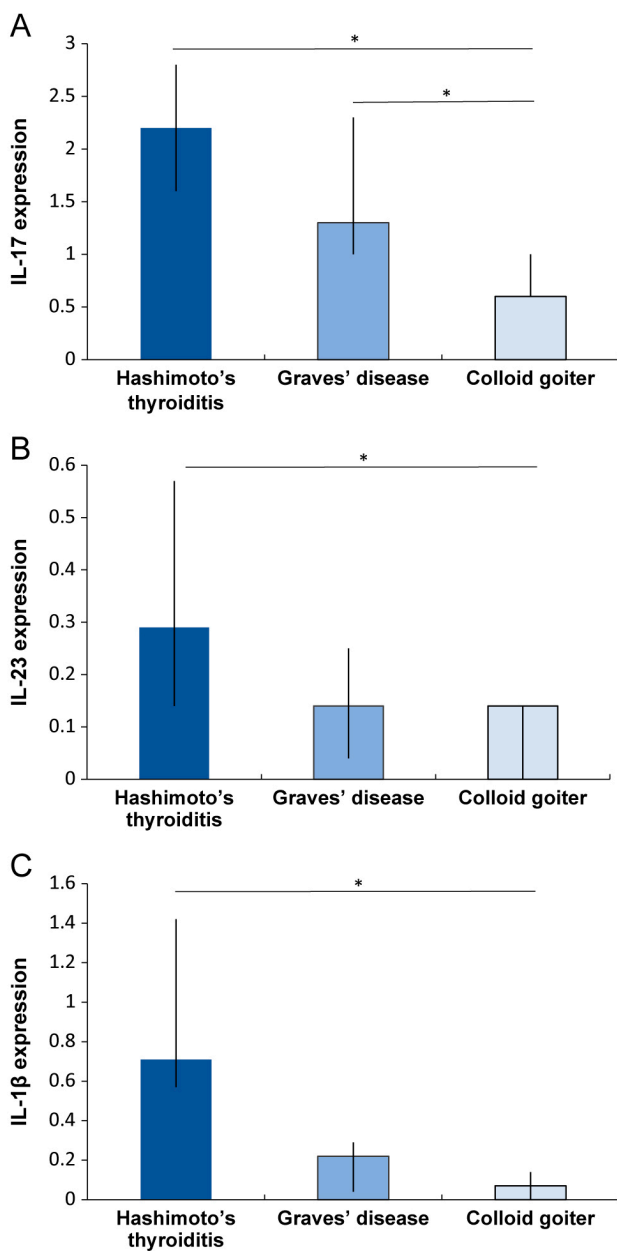 A
*
*
IL-17 expression
3
2.5
2
1.5
1
0.5
0
Hashimoto's
thyroiditis
Graves' disease
Colloid goiter
B
*
IL-23 expression
0.6
0.5
0.4
0.3
0.2
0.1
0
Hashimoto's
thyroiditis
Graves' disease
Colloid goiter
C
*
IL-1β expression
1.6
1.4
1.2
1
0.8
0.6
0.4
0.2
0
Hashimoto's
thyroiditis
Graves' disease
Colloid goiter